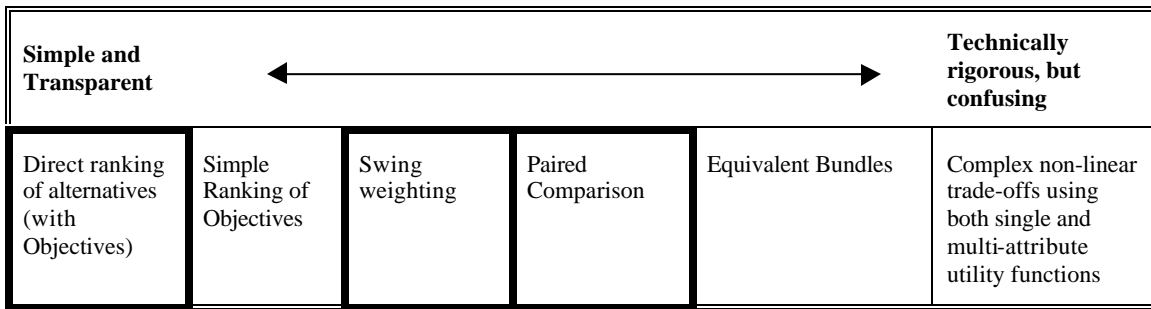 Simple and
Transparent
Technically
rigorous, but
confusing
Direct ranking
of alternatives
(with
Objectives)
Simple
Ranking of
Objectives
Swing
weighting
Paired
Comparison
Equivalent Bundles
Complex non-linear
trade-offs using
both single and
multi-attribute
utility functions